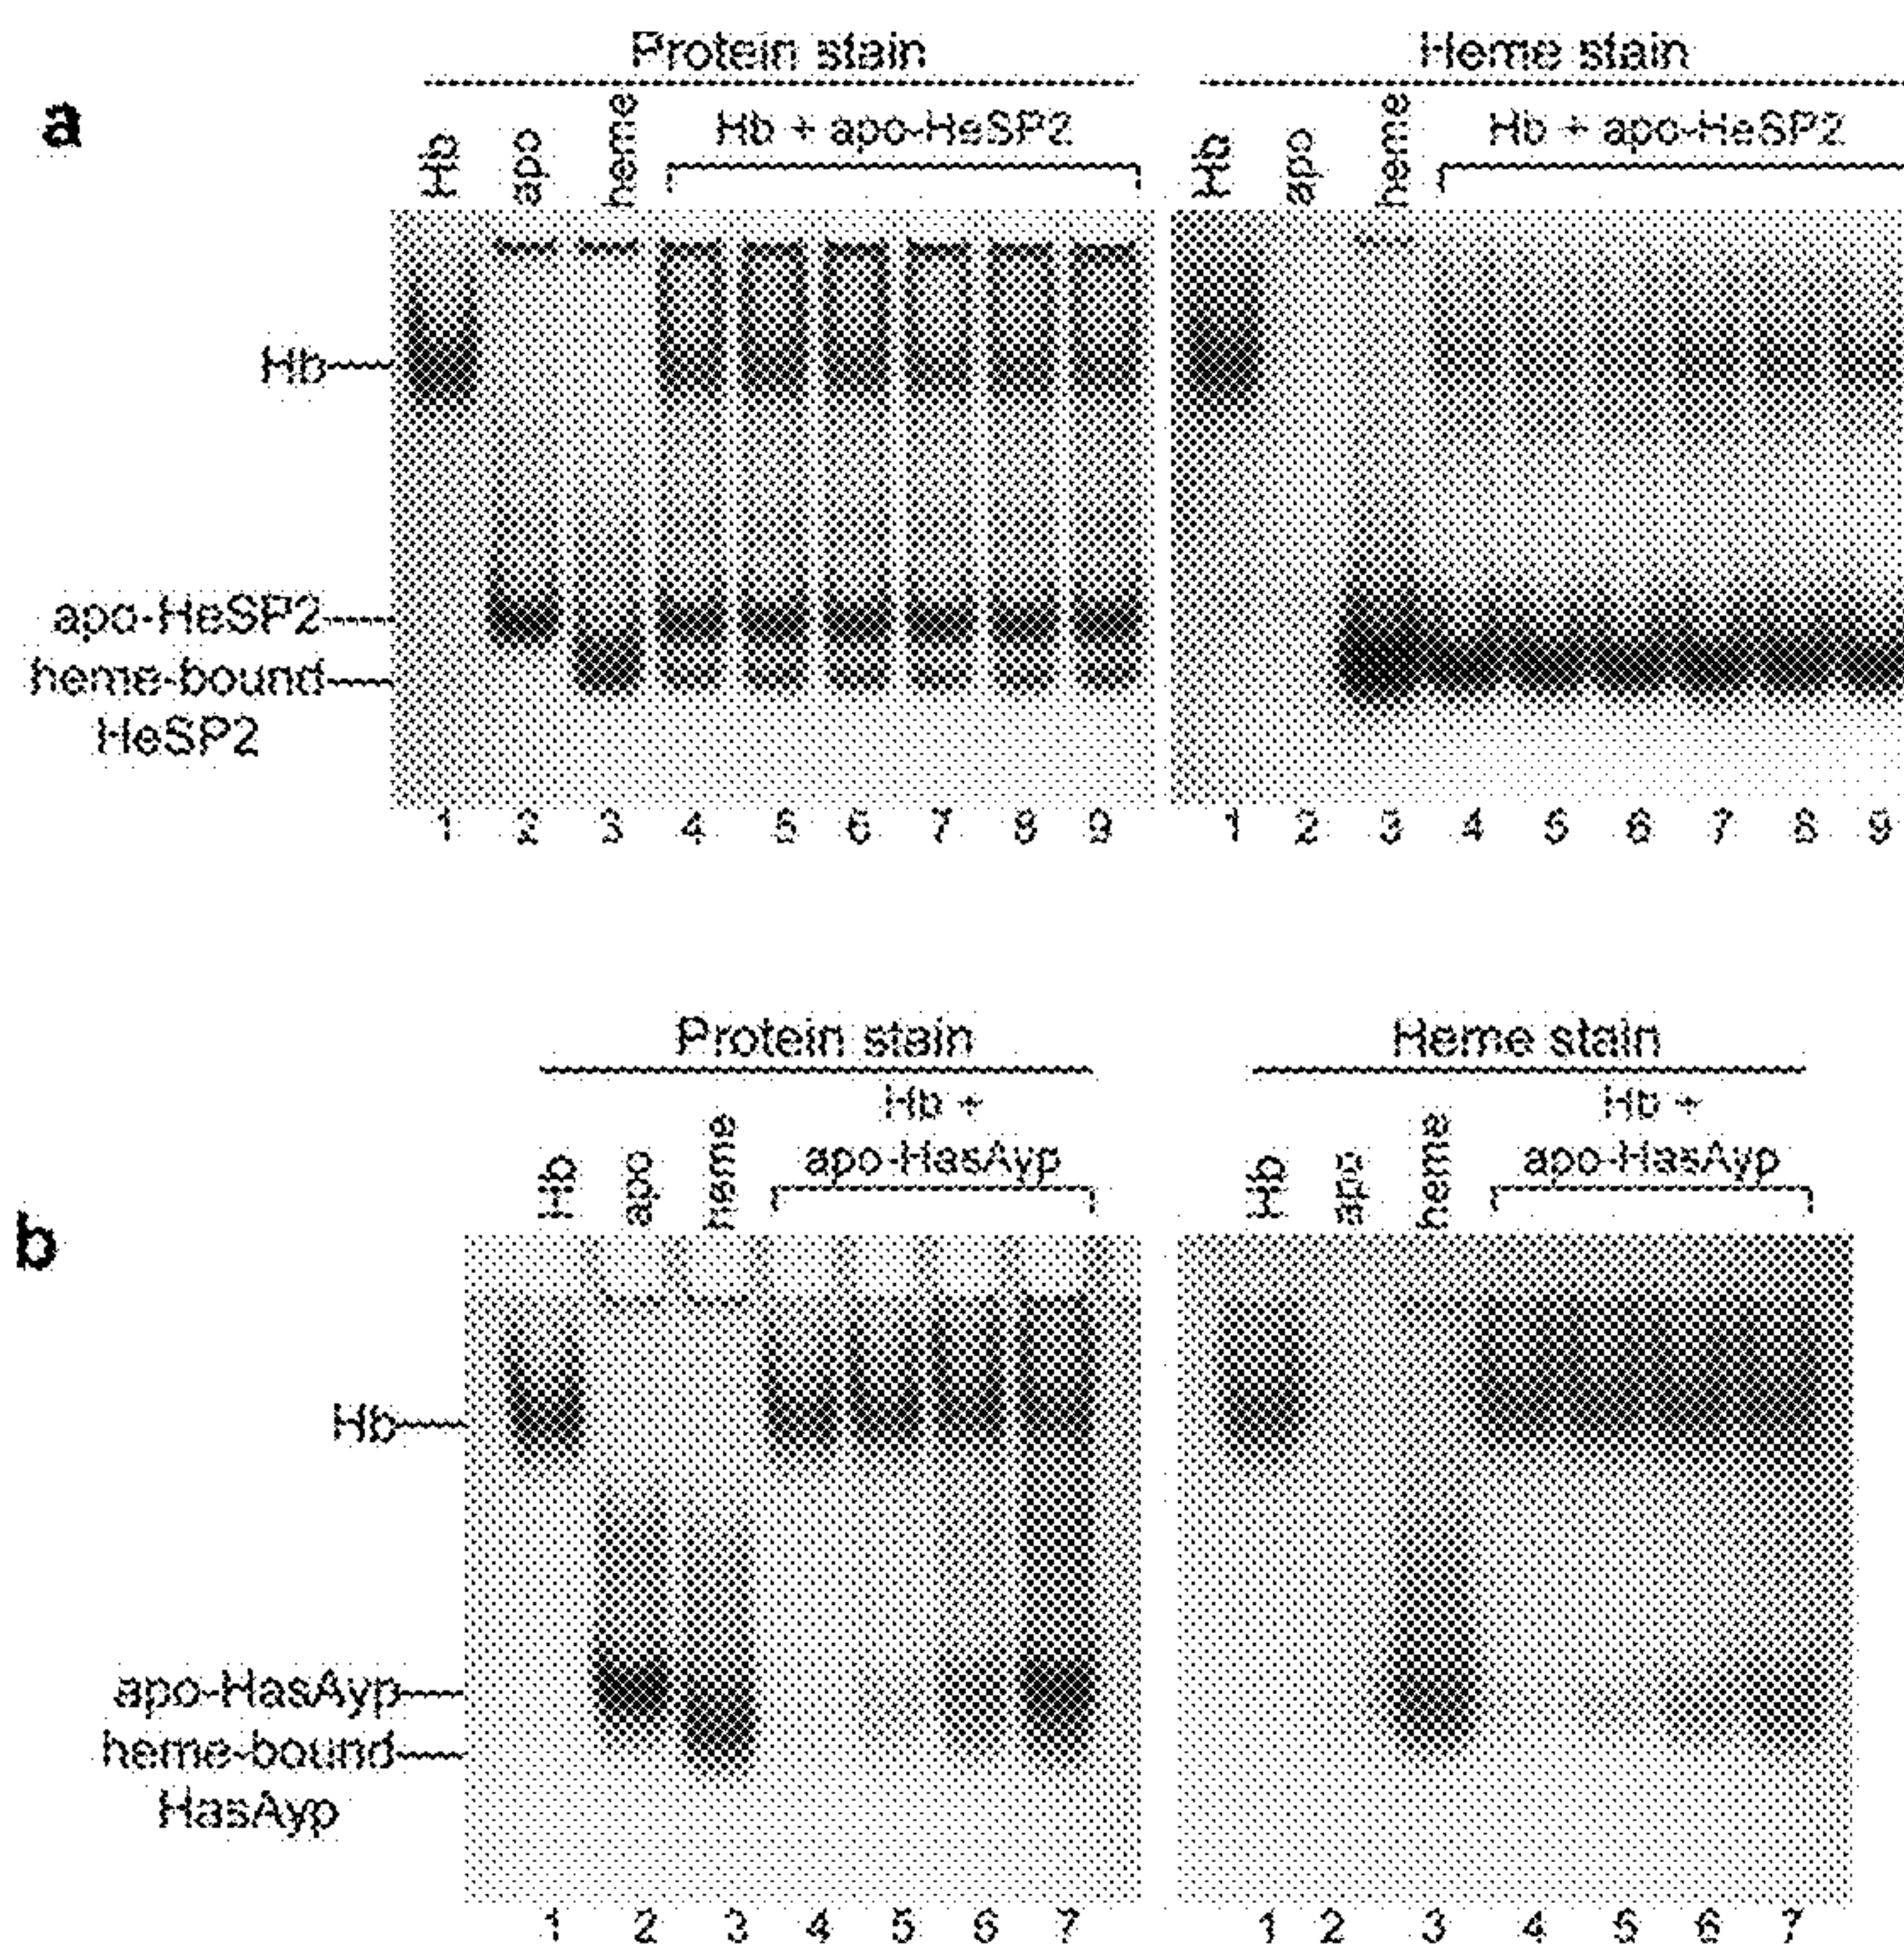 Protein stain
Heme stain
a
Hb
apo
heme
Hb + apo-HeSP2
Hb
apo
heme
Hb + apo-HeSP2
Hb
apo-HeSP2
heme-bound
HeSP2
1 2 3 4 5 6 7 8 9
1 2 3 4 5 6 7 8 9
Protein stain
Heme stain
b
Hb
apo
heme
Hb +
apo-HasAyp
Hb
apo
heme
Hb +
apo-HasAyp
Hb
apo-HasAyp
heme-bound
HasAyp
1 2 3 4 5 6 7
1 2 3 4 5 6 7